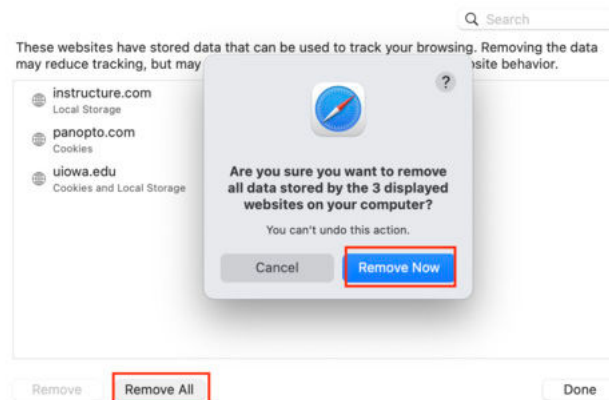 Search
These websites have stored data that can be used to track your browsing. Removing the data
may reduce tracking, but may
site behavior.
instructure.com
Local Storage
panopto.com
Cookies
uiowa.edu
Cookies and Local Storage
?
Are you sure you want to remove
all data stored by the 3 displayed
websites on your computer?
You can't undo this action.
Cancel
Remove Now
Remove
Remove All
Done